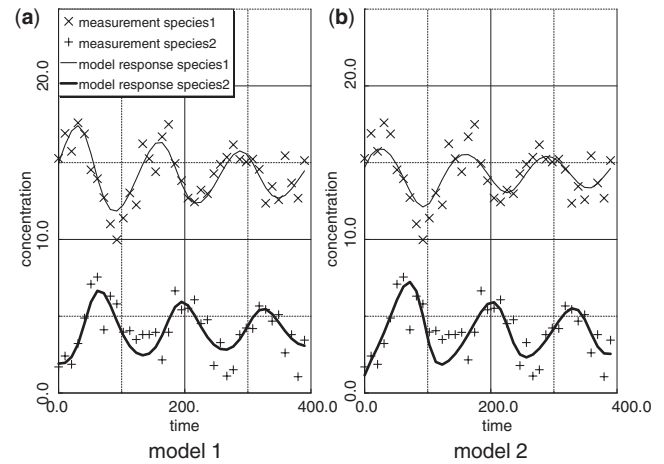 (a)
× measurement species1
+ measurement species2
model response species1
model response species2
(b)
concentration
20.0
10.0
0.0
0.0
200.
400.0
time
model 1
concentration
20.0
10.0
0.0
0.0
200.0
400.0
time
model 2